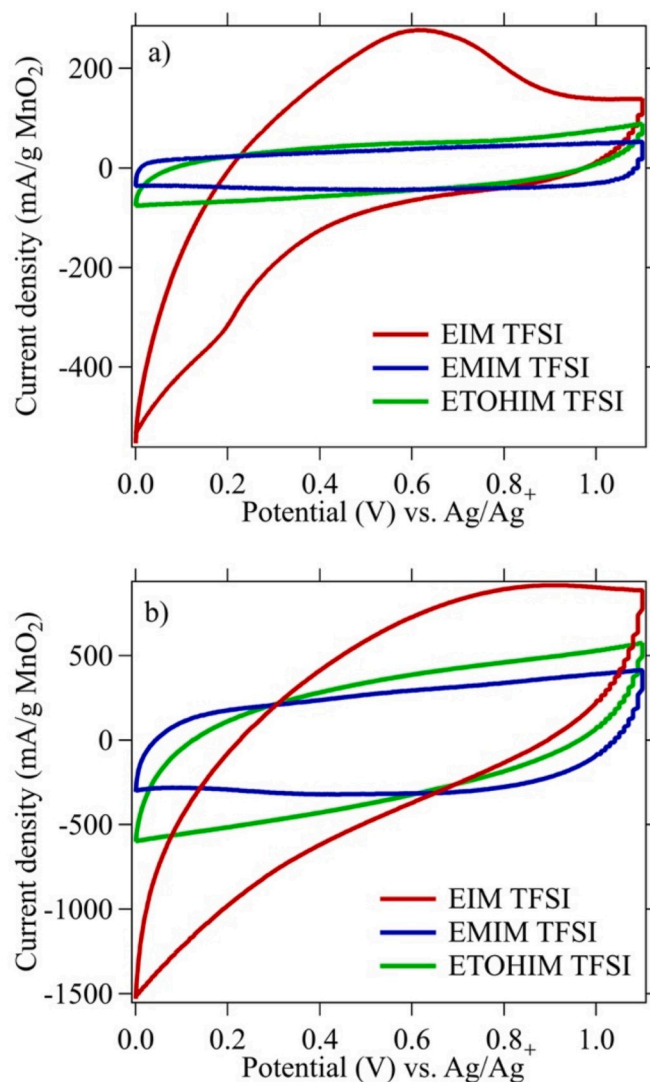 a)
200
0
-200
-400
Current density (mA/g MnO₂)
EIM TFSI
EMIM TFSI
ETOHIM TFSI
0.0 0.2 0.4 0.6 0.8 1.0
Potential (V) vs. Ag/Ag⁺
b)
500
0
-500
-1000
-1500
Current density (mA/g MnO₂)
EIM TFSI
EMIM TFSI
ETOHIM TFSI
0.0 0.2 0.4 0.6 0.8 1.0
Potential (V) vs. Ag/Ag⁺